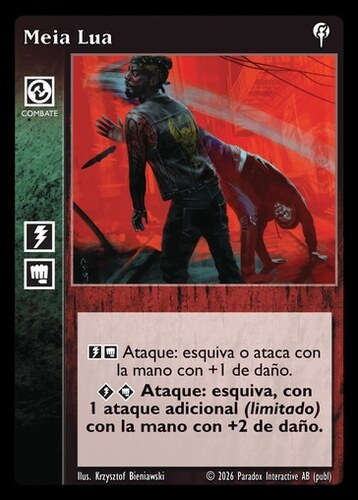 Meia Lua
COMBATE
Ataque: esquiva o ataca con
la mano con +1 de daño.
Ataque: esquiva, con
1 ataque adicional (limitado)
con la mano con +2 de daño.
Ilus. Krzysztof Bieniawski © 2026 Paradox Interactive AB (publ)